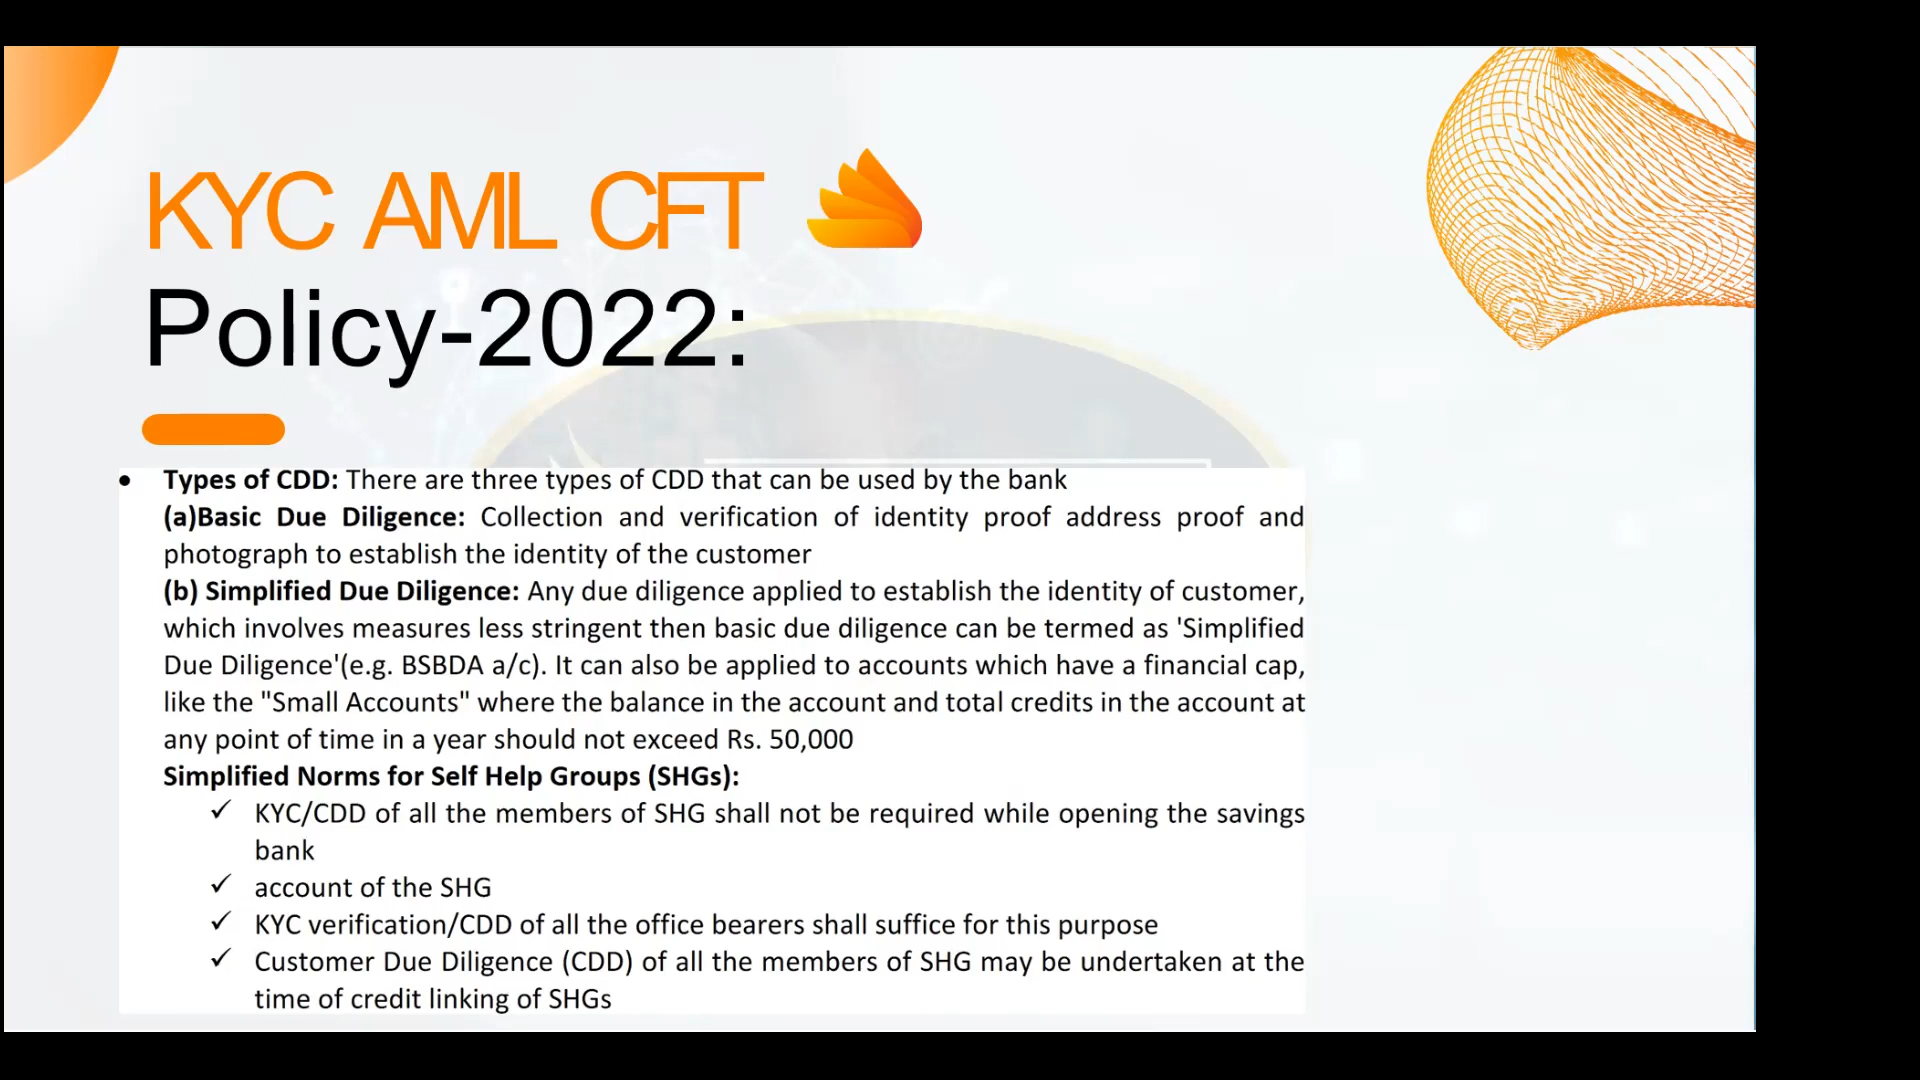 KYC AML CFT
Policy-2022:
• Types of CDD: There are three types of CDD that can be used by the bank
(a)Basic Due Diligence: Collection and verification of identity proof address proof and
photograph to establish the identity of the customer
(b) Simplified Due Diligence: Any due diligence applied to establish the identity of customer,
which involves measures less stringent then basic due diligence can be termed as 'Simplified
Due Diligence'(e.g. BSBDA a/c). It can also be applied to accounts which have a financial cap,
like the "Small Accounts" where the balance in the account and total credits in the account at
any point of time in a year should not exceed Rs. 50,000
Simplified Norms for Self Help Groups (SHGs):
✓ KYC/CDD of all the members of SHG shall not be required while opening the savings
bank
✓ account of the SHG
✓ KYC verification/CDD of all the office bearers shall suffice for this purpose
✓ Customer Due Diligence (CDD) of all the members of SHG may be undertaken at the
time of credit linking of SHGs